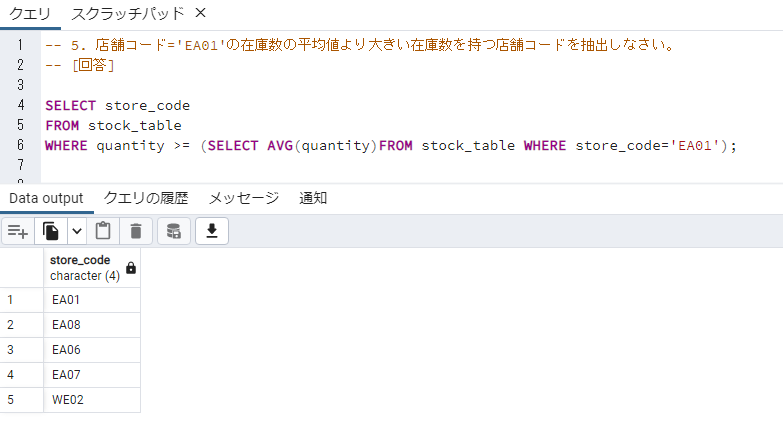 クエリ スクラッチパッド ×
1 -- 5. 店舗コード='EA01'の在庫数の平均値より大きい在庫数を持つ店舗コードを抽出しなさい。
2 -- [回答]
3
4 SELECT store_code
5 FROM stock_table
6 WHERE quantity >= (SELECT AVG(quantity)FROM stock_table WHERE store_code='EA01');
7
Data output クエリの履歴 メッセージ 通知
store_code
character (4)
1 EA01
2 EA08
3 EA06
4 EA07
5 WE02